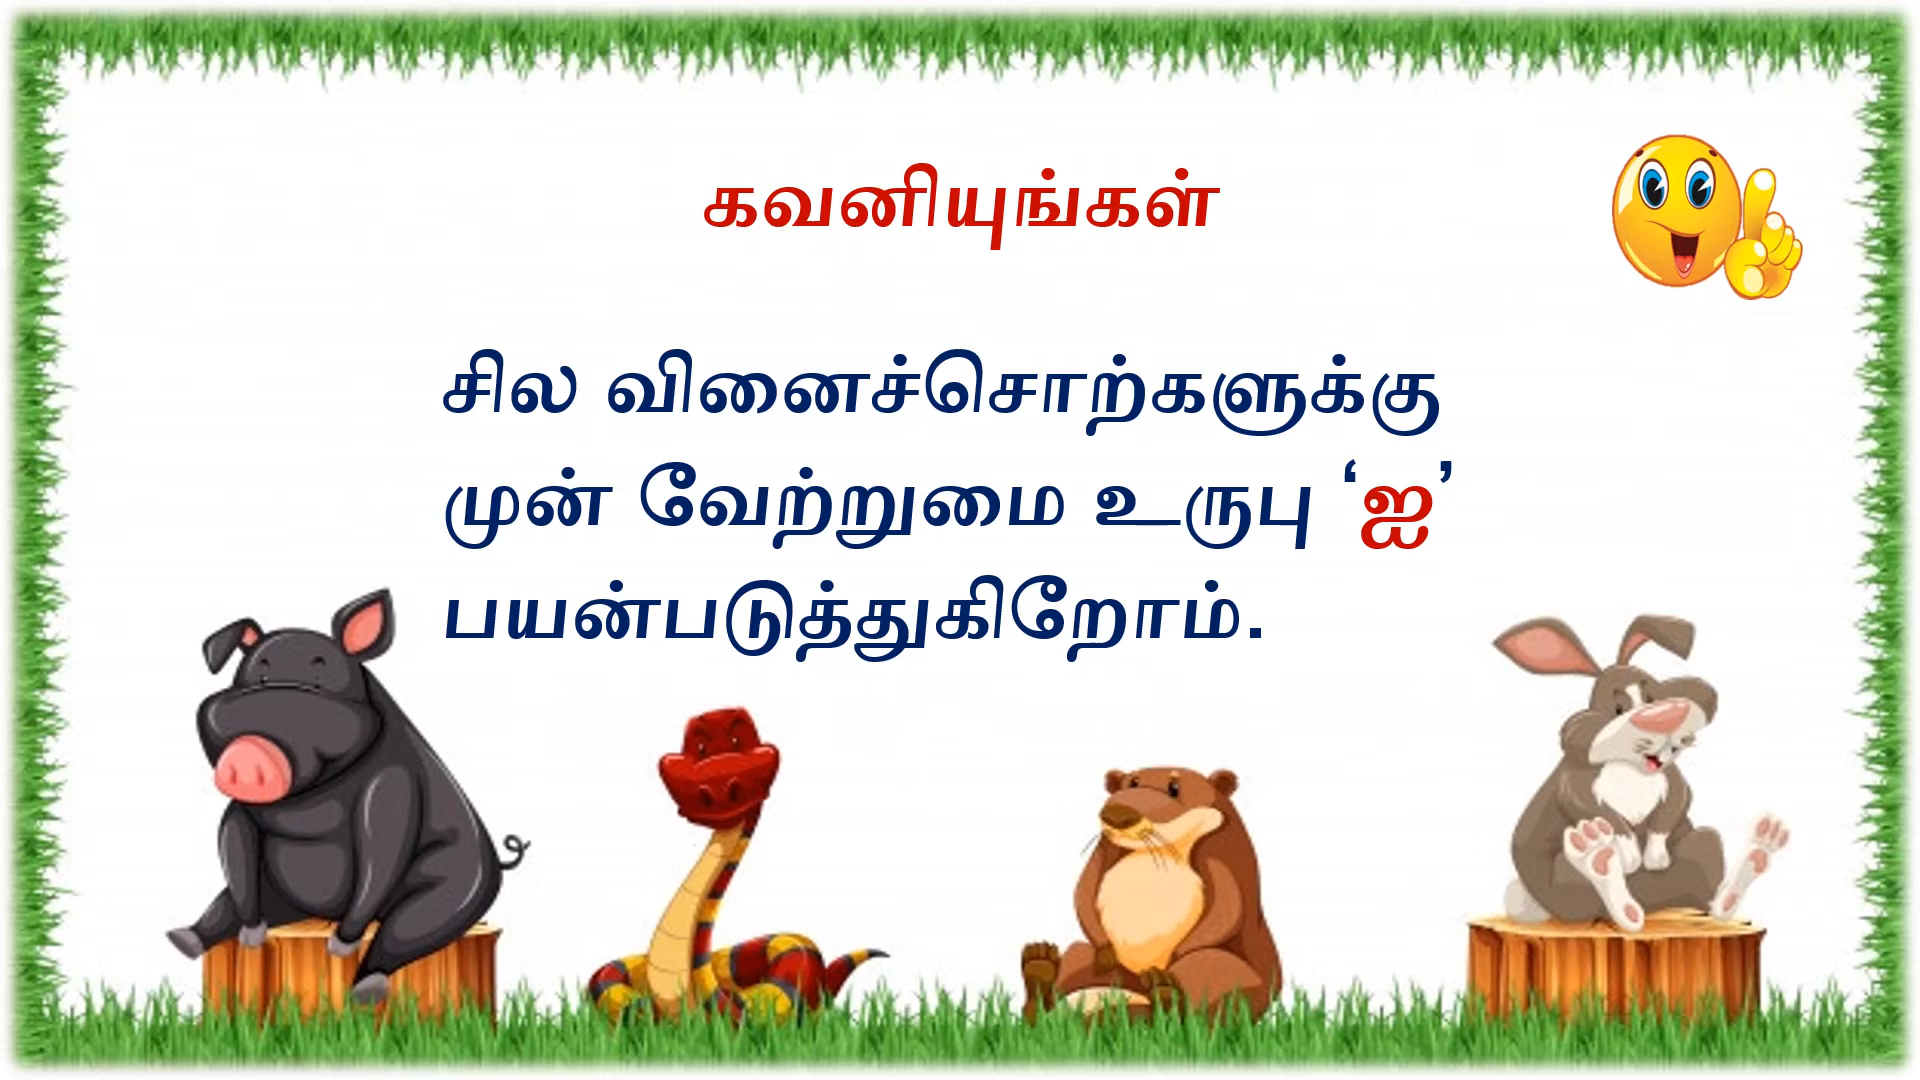 கவனியுங்கள்
சில வினைச்சொற்களுக்கு
முன் வேற்றுமை உருபு ‘ஐ’
பயன்படுத்துகிறோம்.